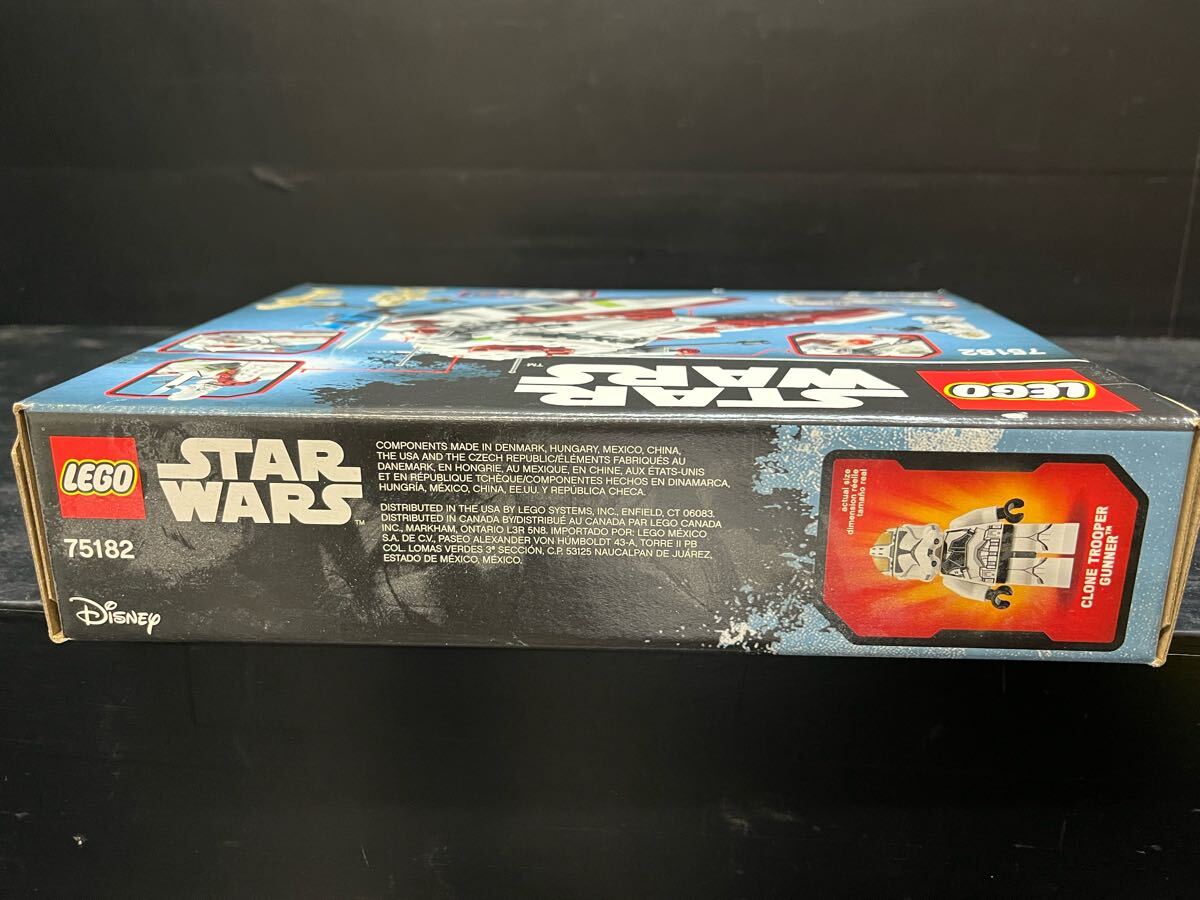 75182
STAR
WARS
TM
LEGO
LEGO
STAR
WARS
TM
75182
Disney
COMPONENTS MADE IN DENMARK, HUNGARY, MEXICO, CHINA,
THE USA AND THE CZECH REPUBLIC/ÉLÉMENTS FABRIQUÉS AU
DANEMARK, EN HONGRIE, AU MEXIQUE, EN CHINE, AUX ÉTATS-UNIS
ET EN RÉPUBLIQUE TCHÈQUE/COMPONENTES HECHOS EN DINAMARCA,
HUNGRÍA, MÉXICO, CHINA, EE.UU. Y REPÚBLICA CHECA.
DISTRIBUTED IN THE USA BY LEGO SYSTEMS, INC., ENFIELD, CT 06083.
DISTRIBUTED IN CANADA BY/DISTRIBUÉ AU CANADA PAR LEGO CANADA
INC., MARKHAM, ONTARIO L3R 5N8. IMPORTADO POR: LEGO MÉXICO
S.A. DE C.V., PASEO ALEXANDER VON HUMBOLDT 43-A, TORRE II PB
COL. LOMAS VERDES 3ª SECCIÓN, C.P. 53125 NAUCALPAN DE JUÁREZ,
ESTADO DE MÉXICO, MÉXICO.
actual size
dimension réelle
tamaño real
CLONE TROOPER
GUNNER™